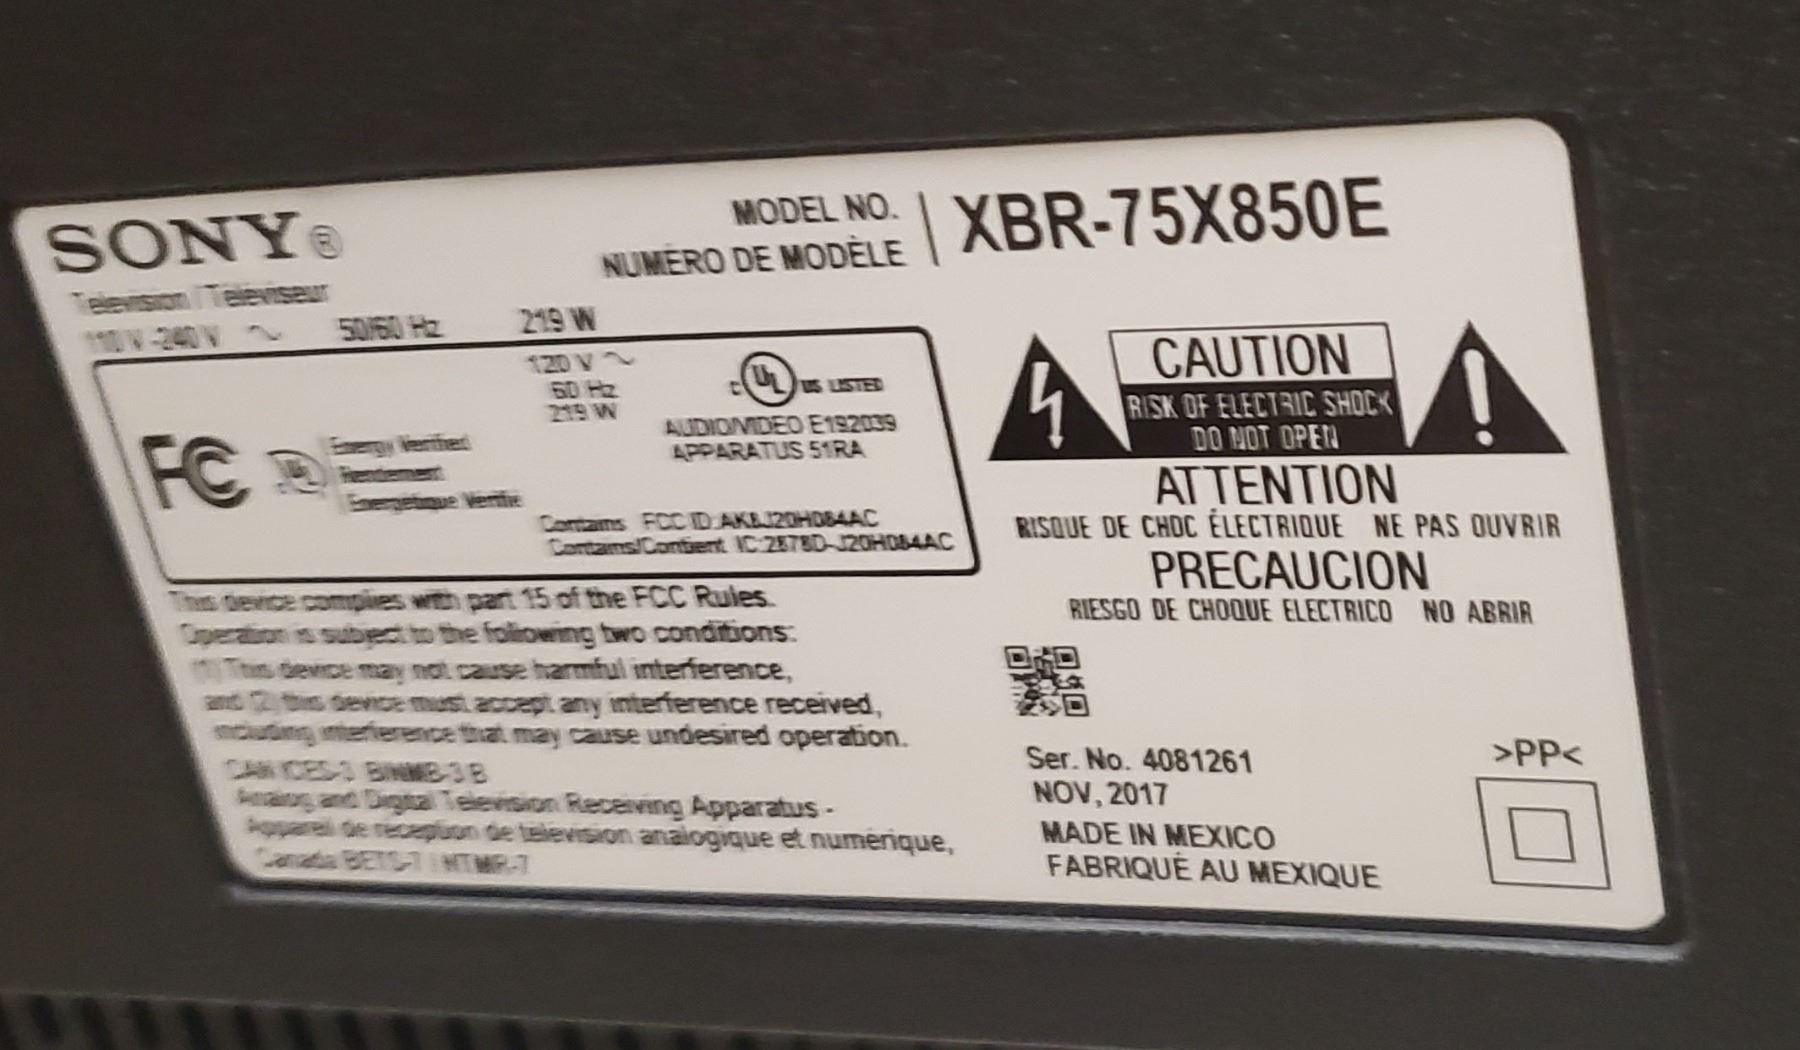 SONY®
MODEL NO.
NUMÉRO DE MODÈLE
XBR-75X850E
Television / Téléviseur
110 V -240 V ~ 50/60 Hz 219 W
120 V ~
60 Hz
219 W
c UL US LISTED
AUDIO/VIDEO E192039
APPARATUS 51RA
FC
UL
Energy Verified
Rendement
Énergétique Vérifié
Contains FCC ID:AK8J20H084AC
Contains/Contient IC:2878D-J20H084AC
This device complies with part 15 of the FCC Rules.
Operation is subject to the following two conditions:
(1) This device may not cause harmful interference,
and (2) this device must accept any interference received,
including interference that may cause undesired operation.
CAN ICES-3 B/NMB-3 B
Analog and Digital Television Receiving Apparatus -
Appareil de réception de télévision analogique et numérique,
Canada BETS-7 / NTMR-7
CAUTION
RISK OF ELECTRIC SHOCK
DO NOT OPEN
ATTENTION
RISQUE DE CHOC ÉLECTRIQUE NE PAS OUVRIR
PRECAUCION
RIESGO DE CHOQUE ELECTRICO NO ABRIR
Ser. No. 4081261
NOV, 2017
MADE IN MEXICO
FABRIQUÉ AU MEXIQUE
>PP<